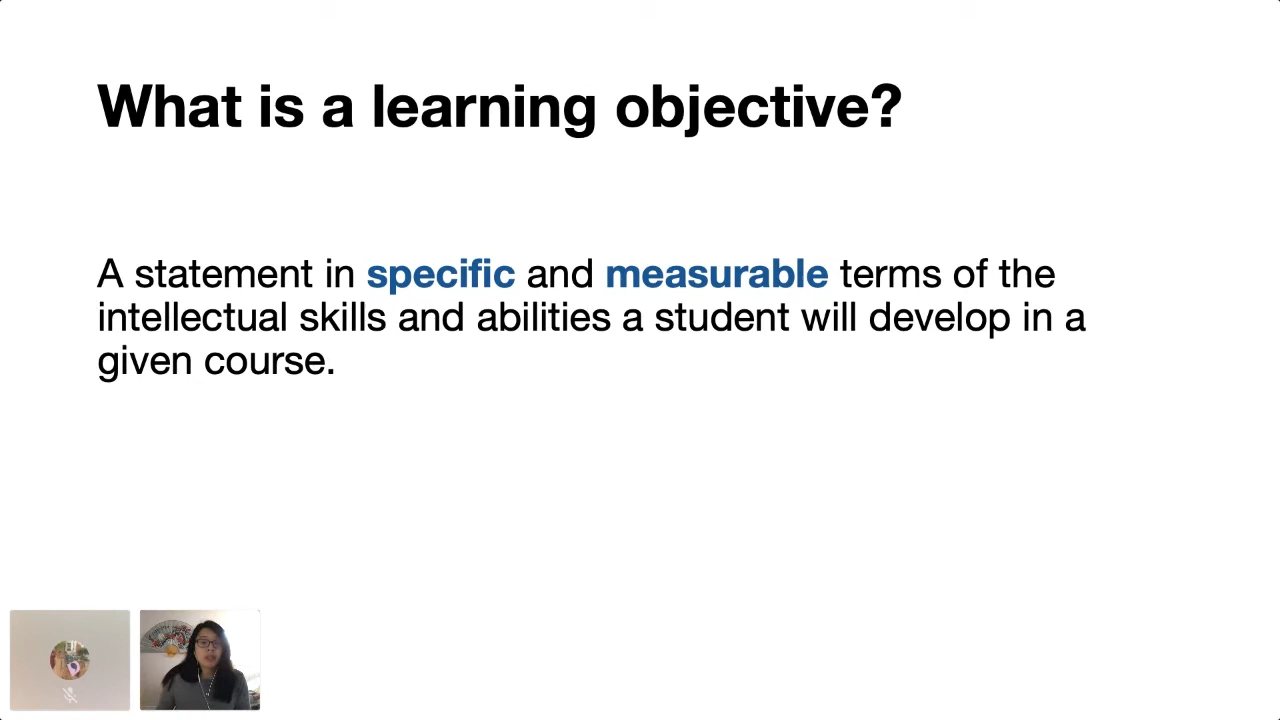 What is a learning objective?
A statement in specific and measurable terms of the
intellectual skills and abilities a student will develop in a
given course.